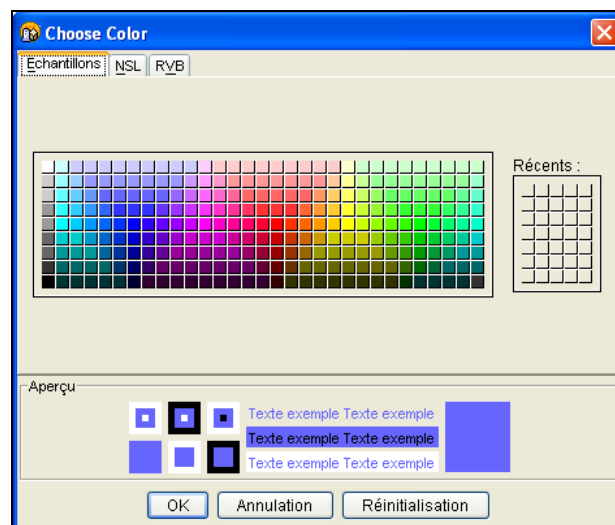 Choose Color
Echantillons NSL RVB
Récents :
Aperçu
Texte exemple Texte exemple
Texte exemple Texte exemple
Texte exemple Texte exemple
OK Annulation Réinitialisation